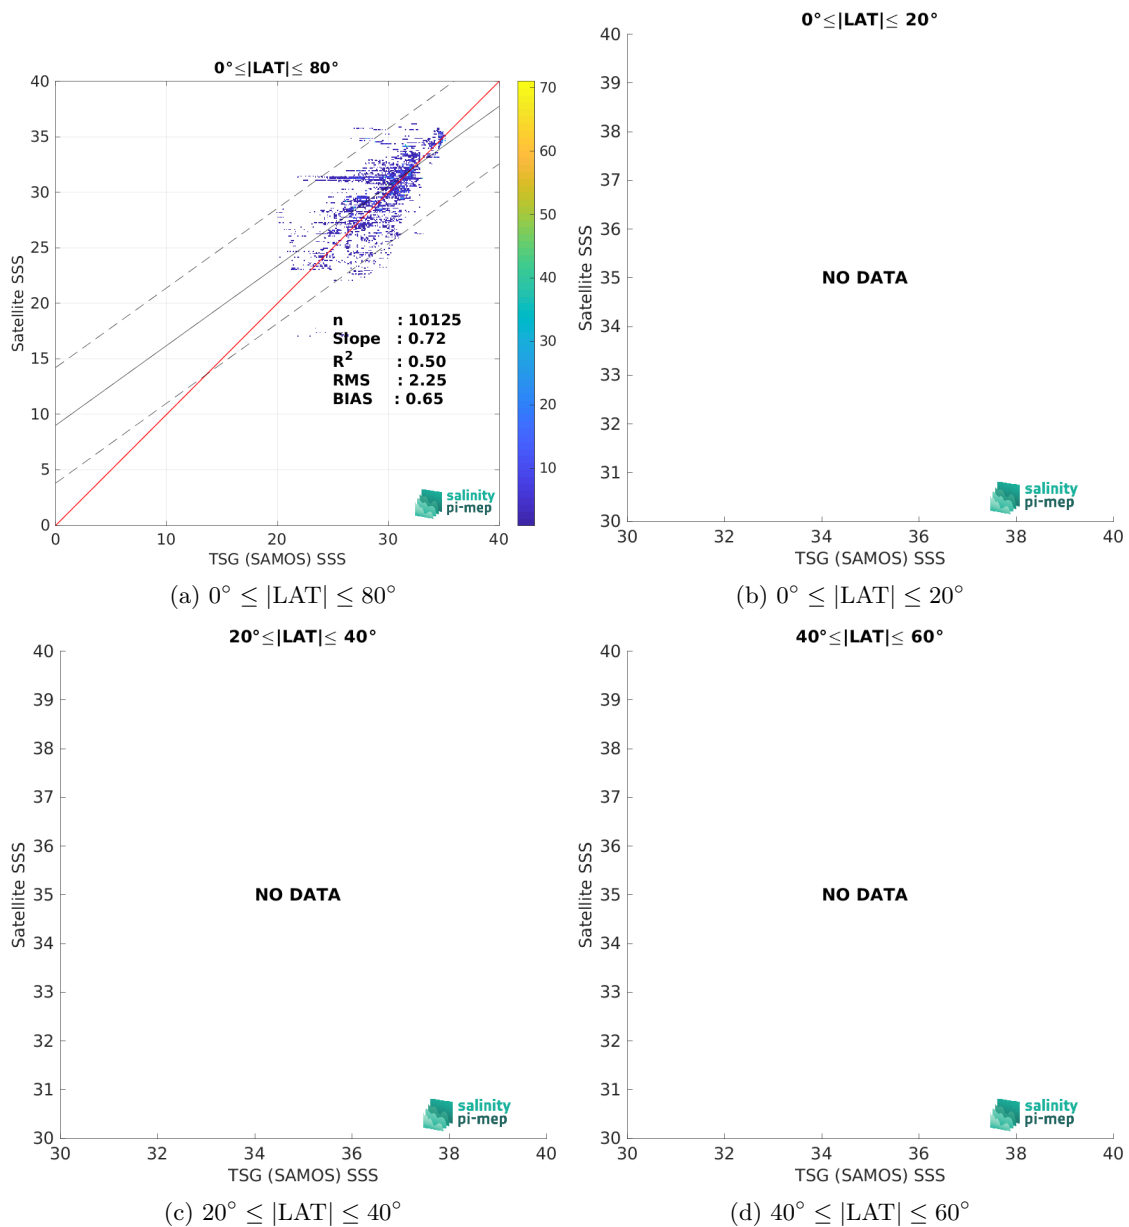 0°≤|LAT|≤ 80°
40
35
30
25
20
15
10
5
0
Satellite SSS
0
10
20
30
40
TSG (SAMOS) SSS
n : 10125
Slope : 0.72
R² : 0.50
RMS : 2.25
BIAS : 0.65
salinity
pi-mep
70
60
50
40
30
20
10
(a) 0° ≤ |LAT| ≤ 80°
0°≤|LAT|≤ 20°
40
39
38
37
36
35
34
33
32
31
30
Satellite SSS
NO DATA
salinity
pi-mep
30
32
34
36
38
40
TSG (SAMOS) SSS
(b) 0° ≤ |LAT| ≤ 20°
20°≤|LAT|≤ 40°
40
39
38
37
36
35
34
33
32
31
30
Satellite SSS
NO DATA
salinity
pi-mep
30
32
34
36
38
40
TSG (SAMOS) SSS
(c) 20° ≤ |LAT| ≤ 40°
40°≤|LAT|≤ 60°
40
39
38
37
36
35
34
33
32
31
30
Satellite SSS
NO DATA
salinity
pi-mep
30
32
34
36
38
40
TSG (SAMOS) SSS
(d) 40° ≤ |LAT| ≤ 60°